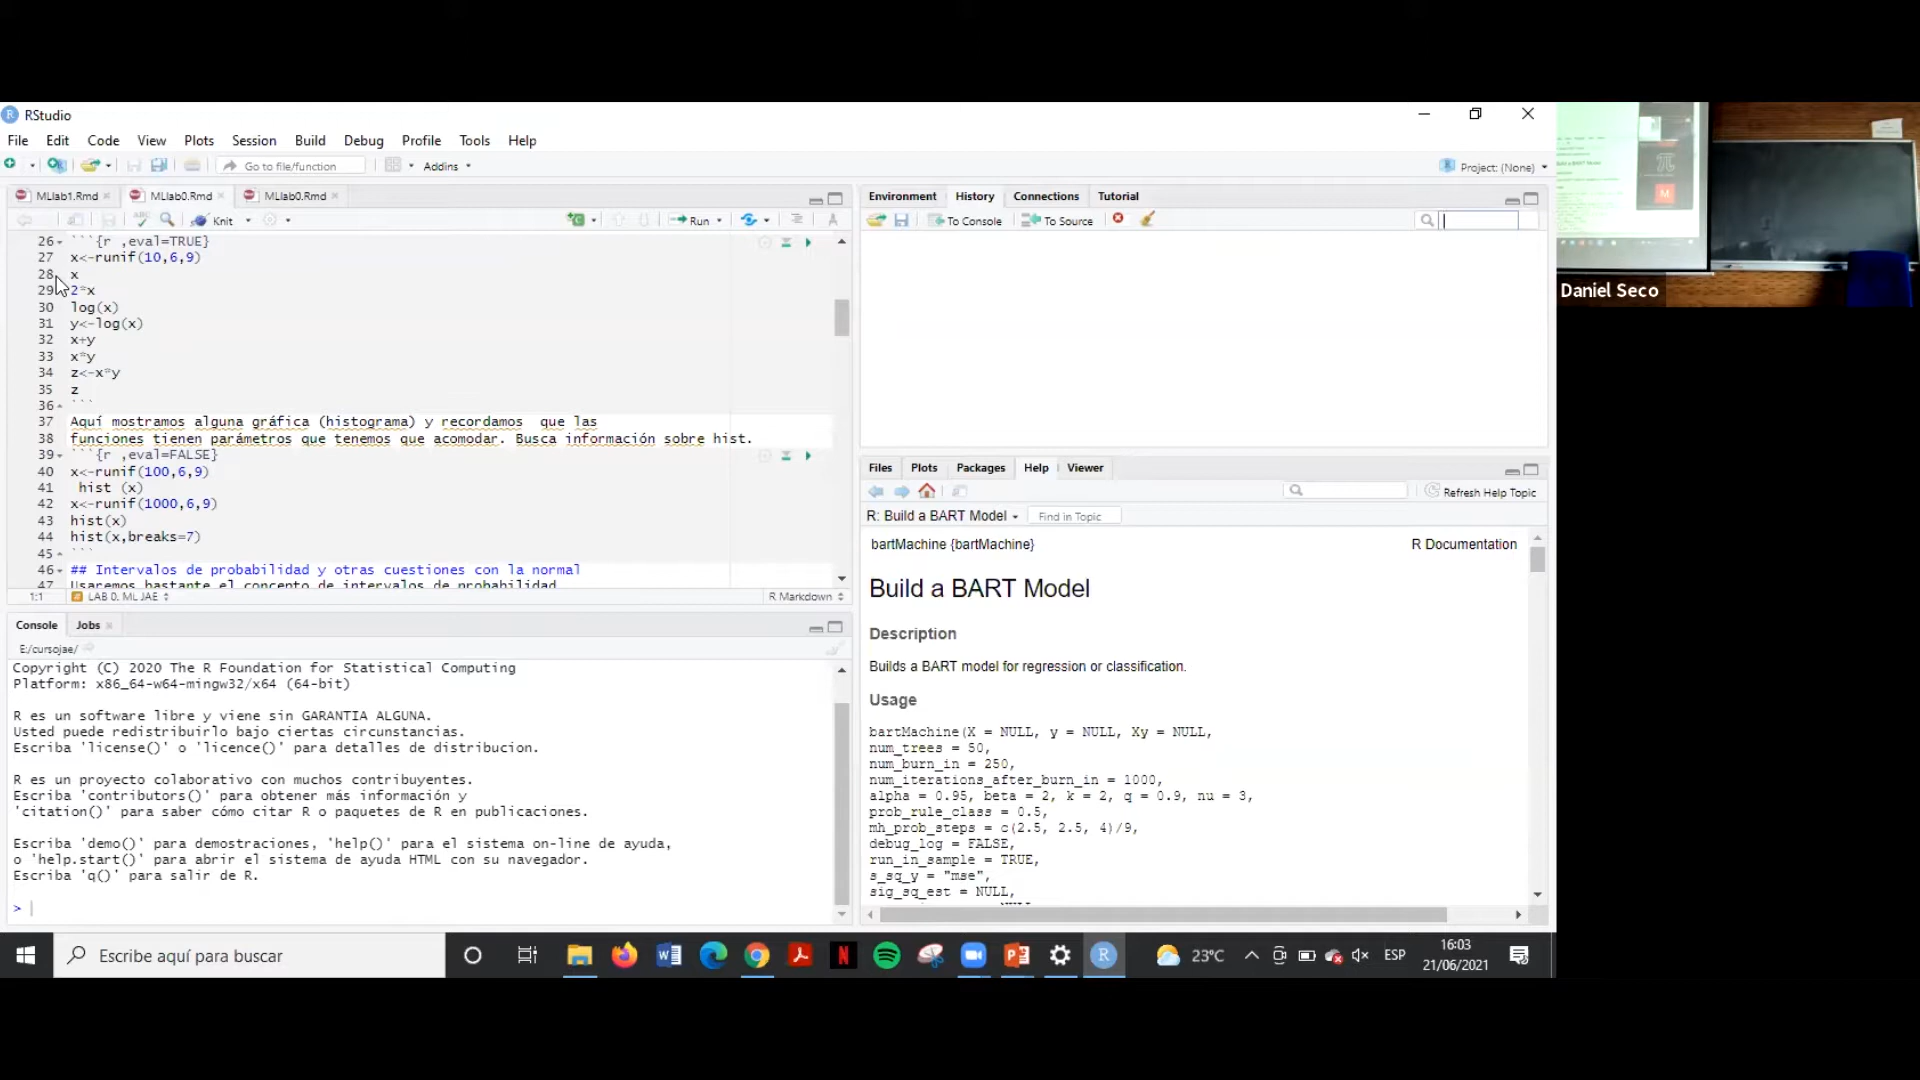 RStudio
File Edit Code View Plots Session Build Debug Profile Tools Help
Go to file/function Addins Project: (None)
MLlab1.Rmd MLlab0.Rmd MLlab0.Rmd
Knit Run
26 ```{r ,eval=TRUE}
27 x<-runif(10,6,9)
28 x
29 2*x
30 log(x)
31 y<-log(x)
32 x+y
33 x*y
34 z<-x*y
35 z
36 ```
37 Aquí mostramos alguna gráfica (histograma) y recordamos que las
38 funciones tienen parámetros que tenemos que acomodar. Busca información sobre hist.
39 ```{r ,eval=FALSE}
40 x<-runif(100,6,9)
41 hist (x)
42 x<-runif(1000,6,9)
43 hist(x)
44 hist(x,breaks=7)
45 ```
46 ## Intervalos de probabilidad y otras cuestiones con la normal
47 Usaremos bastante el concepto de intervalos de probabilidad
1:1 LAB 0. ML JAE R Markdown
Console Jobs
E:/cursojae/
Copyright (C) 2020 The R Foundation for Statistical Computing
Platform: x86_64-w64-mingw32/x64 (64-bit)
R es un software libre y viene sin GARANTIA ALGUNA.
Usted puede redistribuirlo bajo ciertas circunstancias.
Escriba 'license()' o 'licence()' para detalles de distribucion.
R es un proyecto colaborativo con muchos contribuyentes.
Escriba 'contributors()' para obtener más información y
'citation()' para saber cómo citar R o paquetes de R en publicaciones.
Escriba 'demo()' para demostraciones, 'help()' para el sistema on-line de ayuda,
o 'help.start()' para abrir el sistema de ayuda HTML con su navegador.
Escriba 'q()' para salir de R.
>
Environment History Connections Tutorial
To Console To Source
Files Plots Packages Help Viewer
Refresh Help Topic
R: Build a BART Model Find in Topic
bartMachine {bartMachine} R Documentation
Build a BART Model
Description
Builds a BART model for regression or classification.
Usage
bartMachine(X = NULL, y = NULL, Xy = NULL,
num_trees = 50,
num_burn_in = 250,
num_iterations_after_burn_in = 1000,
alpha = 0.95, beta = 2, k = 2, q = 0.9, nu = 3,
prob_rule_class = 0.5,
mh_prob_steps = c(2.5, 2.5, 4)/9,
debug_log = FALSE,
run_in_sample = TRUE,
s_sq_y = "mse",
sig_sq_est = NULL,
Daniel Seco
Escribe aquí para buscar
23°C ESP
16:03
21/06/2021